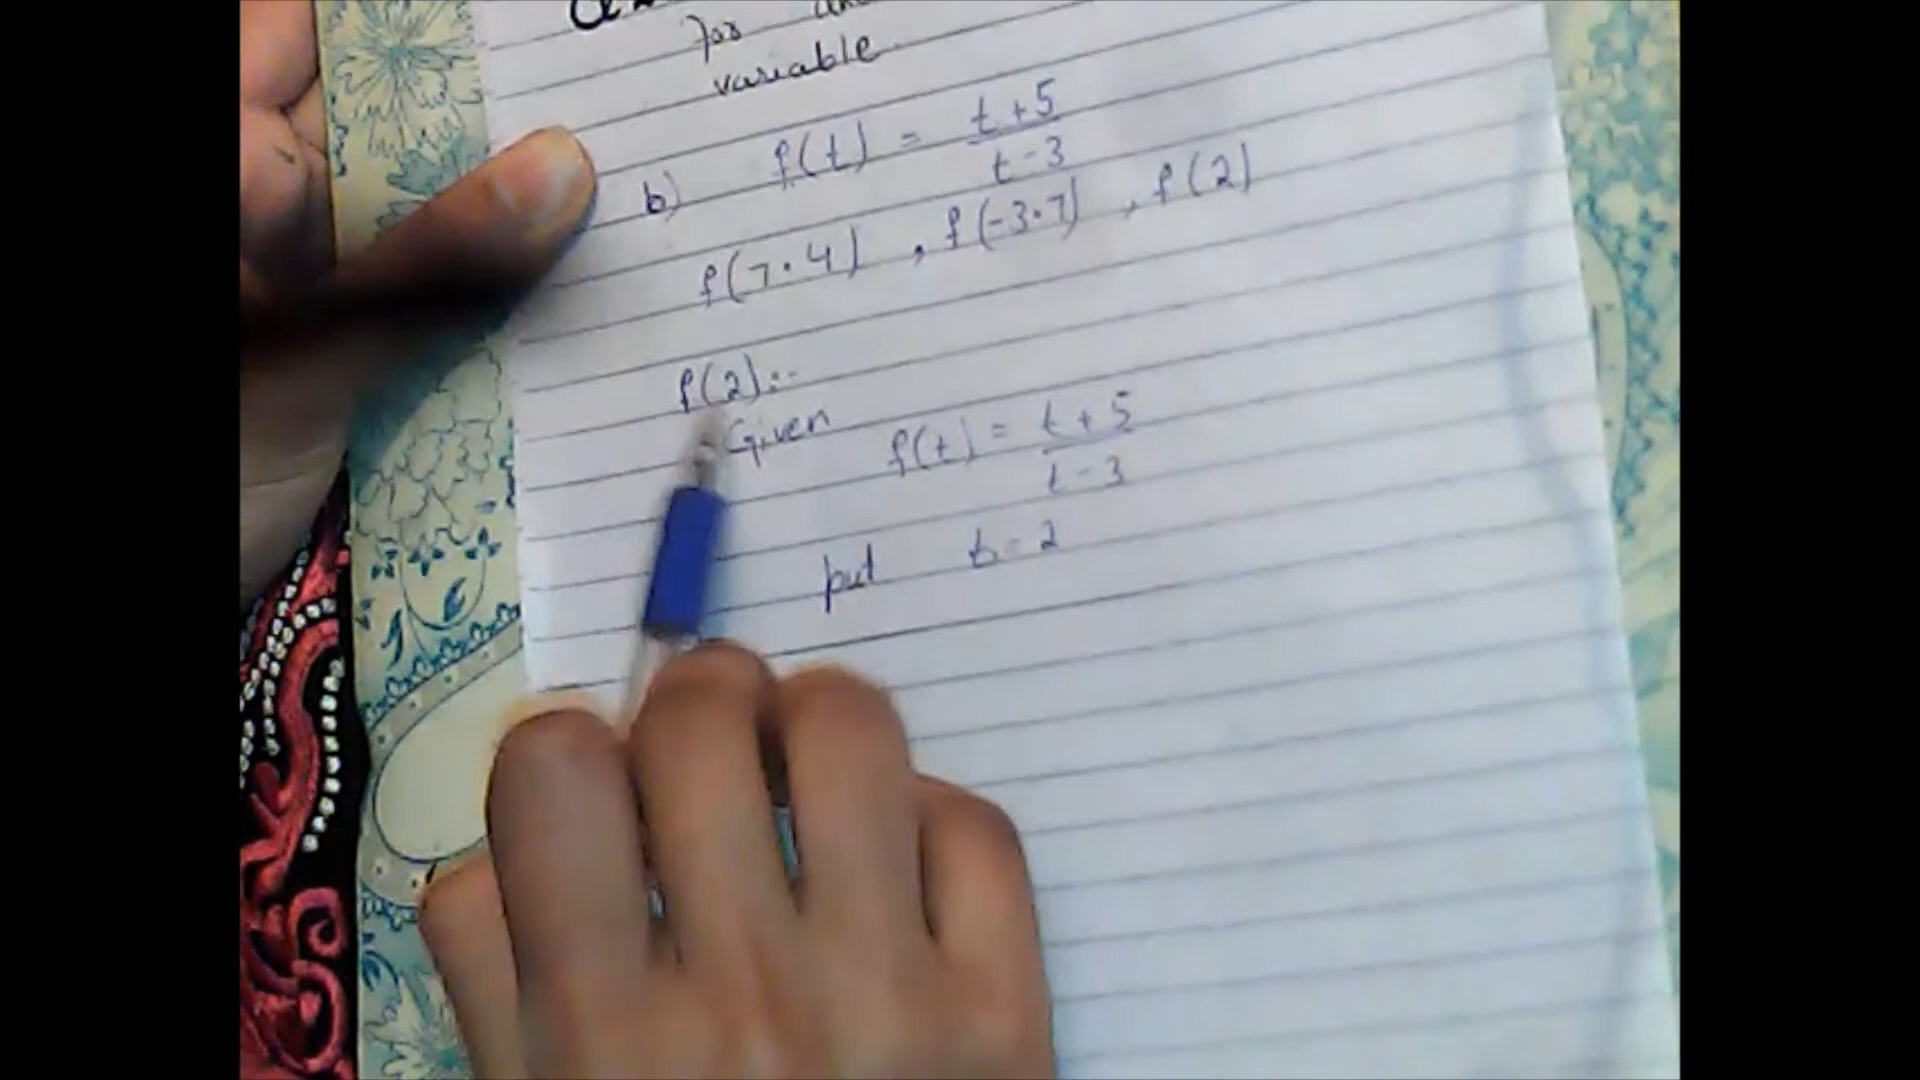 for
variable
b) f(t) = t+5 / t-3
f(7.4) , f(-3.7) , f(2)
f(2):-
Given f(t) = t+5 / t-3
put t = 2